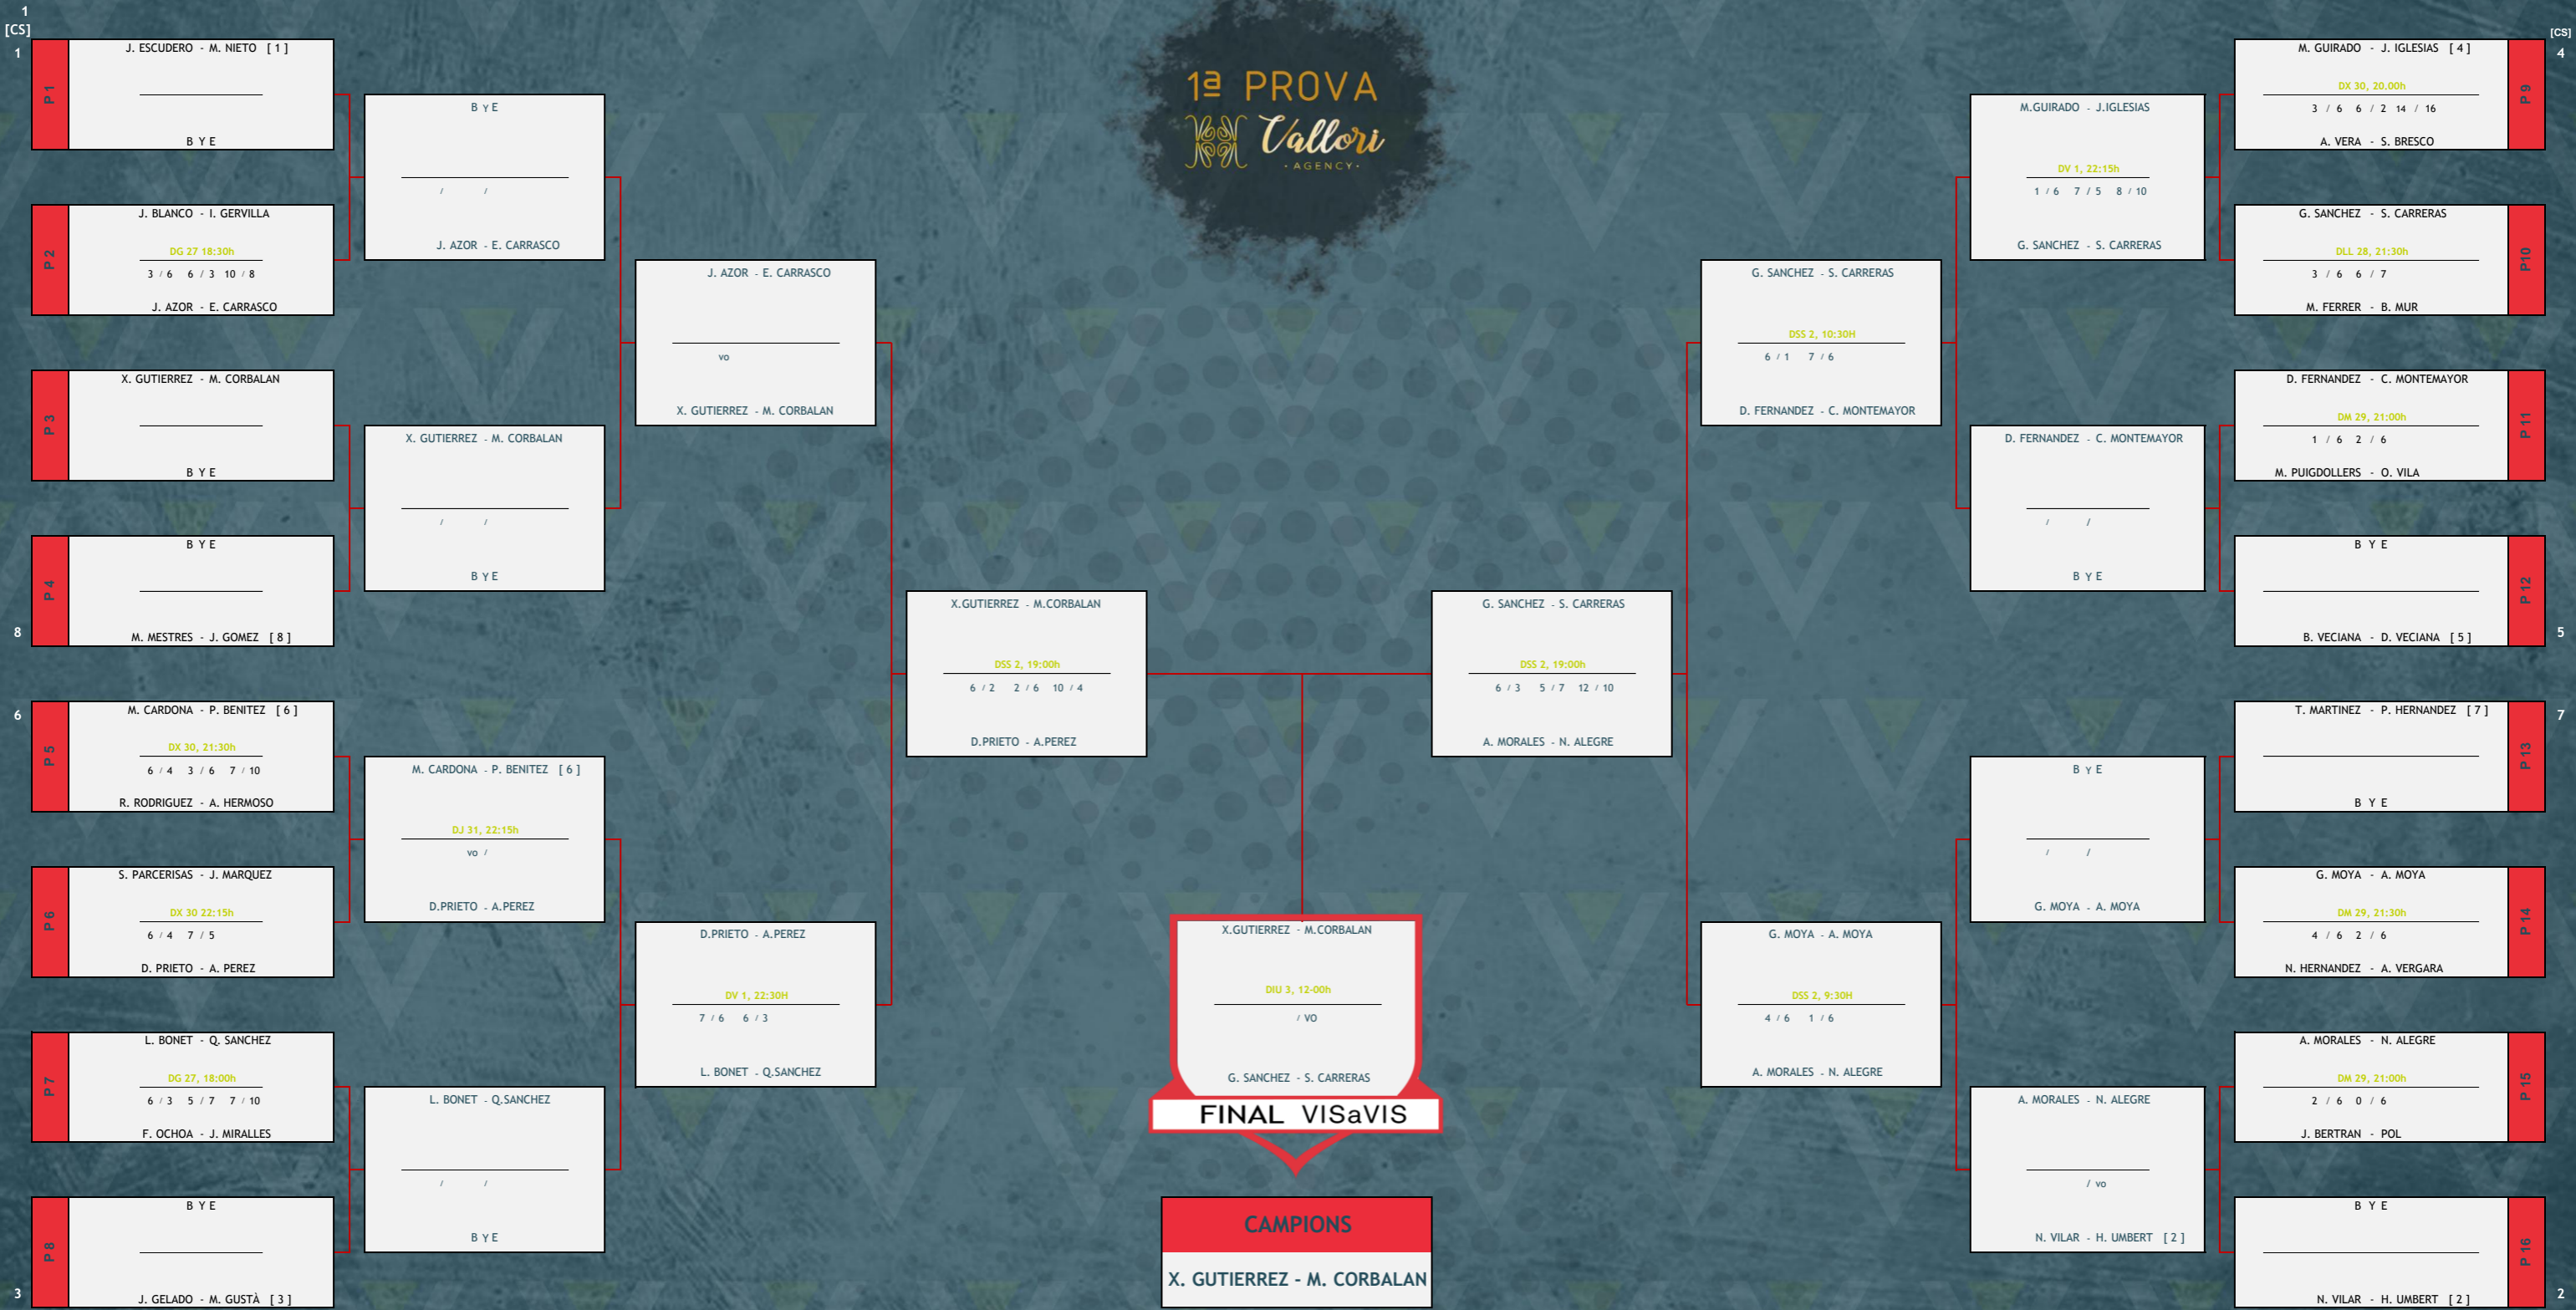 1
[CS]
1
J. ESCUDERO - M. NIETO [ 1 ]
P 1
B Y E
J. BLANCO - I. GERVILLA
P 2
DG 27 18:30h
3 / 6 6 / 3 10 / 8
J. AZOR - E. CARRASCO
X. GUTIERREZ - M. CORBALAN
P 3
B Y E
B Y E
P 4
8
M. MESTRES - J. GOMEZ [ 8 ]
6
M. CARDONA - P. BENITEZ [ 6 ]
P 5
DX 30, 21:30h
6 / 4 3 / 6 7 / 10
R. RODRIGUEZ - A. HERMOSO
S. PARCERISAS - J. MARQUEZ
P 6
DX 30 22:15h
6 / 4 7 / 5
D. PRIETO - A. PEREZ
L. BONET - Q. SANCHEZ
P 7
DG 27, 18:00h
6 / 3 5 / 7 7 / 10
F. OCHOA - J. MIRALLES
B Y E
P 8
3
J. GELADO - M. GUSTÀ [ 3 ]
B Y E
/ /
J. AZOR - E. CARRASCO
X. GUTIERREZ - M. CORBALAN
/ /
B Y E
M. CARDONA - P. BENITEZ [ 6 ]
DJ 31, 22:15h
vo /
D.PRIETO - A.PEREZ
L. BONET - Q.SANCHEZ
/ /
B Y E
J. AZOR - E. CARRASCO
vo
X. GUTIERREZ - M. CORBALAN
D.PRIETO - A.PEREZ
DV 1, 22:30H
7 / 6 6 / 3
L. BONET - Q.SANCHEZ
X.GUTIERREZ - M.CORBALAN
DSS 2, 19:00h
6 / 2 2 / 6 10 / 4
D.PRIETO - A.PEREZ
1ª PROVA
Vallori
· AGENCY ·
X.GUTIERREZ - M.CORBALAN
DIU 3, 12-00h
/ VO
G. SANCHEZ - S. CARRERAS
FINAL VISaVIS
CAMPIONS
X. GUTIERREZ - M. CORBALAN
G. SANCHEZ - S. CARRERAS
DSS 2, 19:00h
6 / 3 5 / 7 12 / 10
A. MORALES - N. ALEGRE
G. SANCHEZ - S. CARRERAS
DSS 2, 10:30H
6 / 1 7 / 6
D. FERNANDEZ - C. MONTEMAYOR
G. MOYA - A. MOYA
DSS 2, 9:30H
4 / 6 1 / 6
A. MORALES - N. ALEGRE
M.GUIRADO - J.IGLESIAS
DV 1, 22:15h
1 / 6 7 / 5 8 / 10
G. SANCHEZ - S. CARRERAS
D. FERNANDEZ - C. MONTEMAYOR
/ /
B Y E
B Y E
/ /
G. MOYA - A. MOYA
A. MORALES - N. ALEGRE
/ vo
N. VILAR - H. UMBERT [ 2 ]
[CS]
4
M. GUIRADO - J. IGLESIAS [ 4 ]
P 9
DX 30, 20.00h
3 / 6 6 / 2 14 / 16
A. VERA - S. BRESCO
G. SANCHEZ - S. CARRERAS
P10
DLL 28, 21:30h
3 / 6 6 / 7
M. FERRER - B. MUR
D. FERNANDEZ - C. MONTEMAYOR
P 11
DM 29, 21:00h
1 / 6 2 / 6
M. PUIGDOLLERS - O. VILA
B Y E
P 12
5
B. VECIANA - D. VECIANA [ 5 ]
7
T. MARTINEZ - P. HERNANDEZ [ 7 ]
P 13
B Y E
G. MOYA - A. MOYA
P 14
DM 29, 21:30h
4 / 6 2 / 6
N. HERNANDEZ - A. VERGARA
A. MORALES - N. ALEGRE
P 15
DM 29, 21:00h
2 / 6 0 / 6
J. BERTRAN - POL
B Y E
P 16
2
N. VILAR - H. UMBERT [ 2 ]